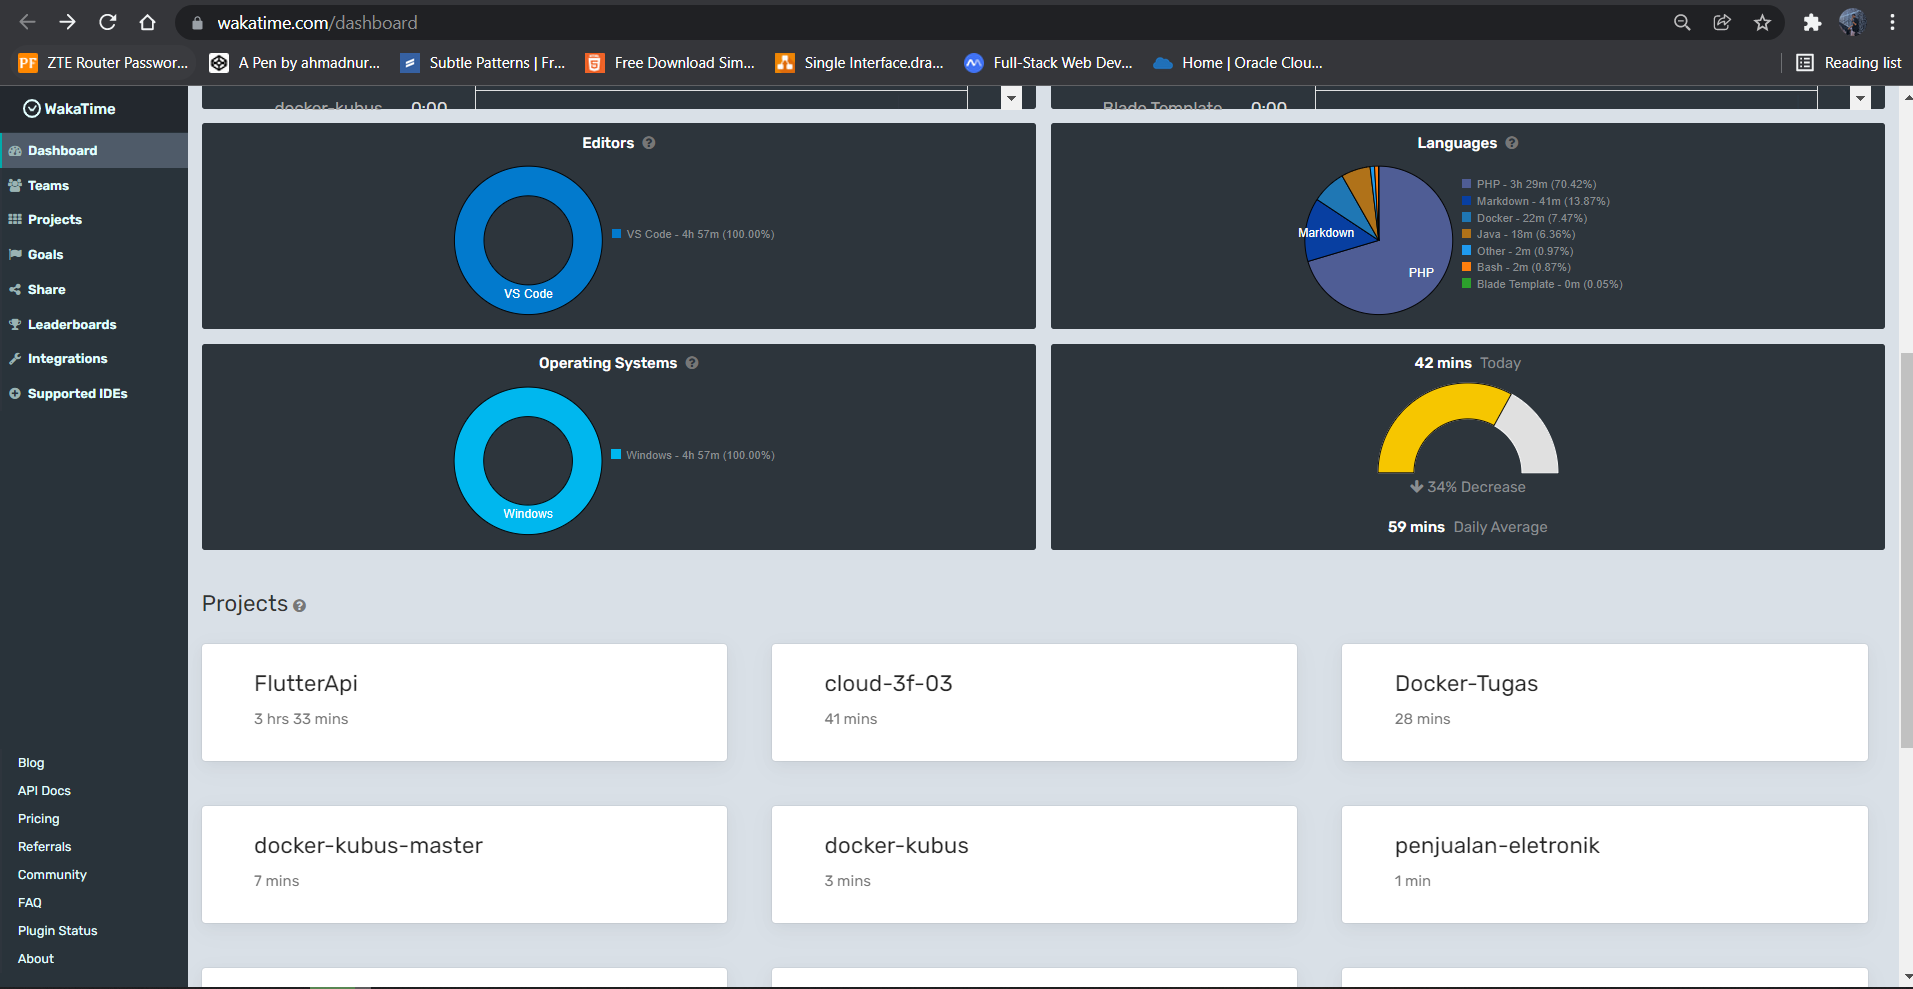 wakatime.com/dashboard
PF ZTE Router Passwor...
A Pen by ahmadnur...
Subtle Patterns | Fr...
Free Download Sim...
Single Interface.dra...
Full-Stack Web Dev...
Home | Oracle Clou...
Reading list
WakaTime
Dashboard
Teams
Projects
Goals
Share
Leaderboards
Integrations
Supported IDEs
Blog
API Docs
Pricing
Referrals
Community
FAQ
Plugin Status
About
docker-kubus 0:00
Blade Template 0:00
Editors
VS Code
VS Code - 4h 57m (100.00%)
Languages
Markdown
PHP
PHP - 3h 29m (70.42%)
Markdown - 41m (13.87%)
Docker - 22m (7.47%)
Java - 18m (6.36%)
Other - 2m (0.97%)
Bash - 2m (0.87%)
Blade Template - 0m (0.05%)
Operating Systems
Windows
Windows - 4h 57m (100.00%)
42 mins Today
34% Decrease
59 mins Daily Average
Projects
FlutterApi
3 hrs 33 mins
cloud-3f-03
41 mins
Docker-Tugas
28 mins
docker-kubus-master
7 mins
docker-kubus
3 mins
penjualan-eletronik
1 min